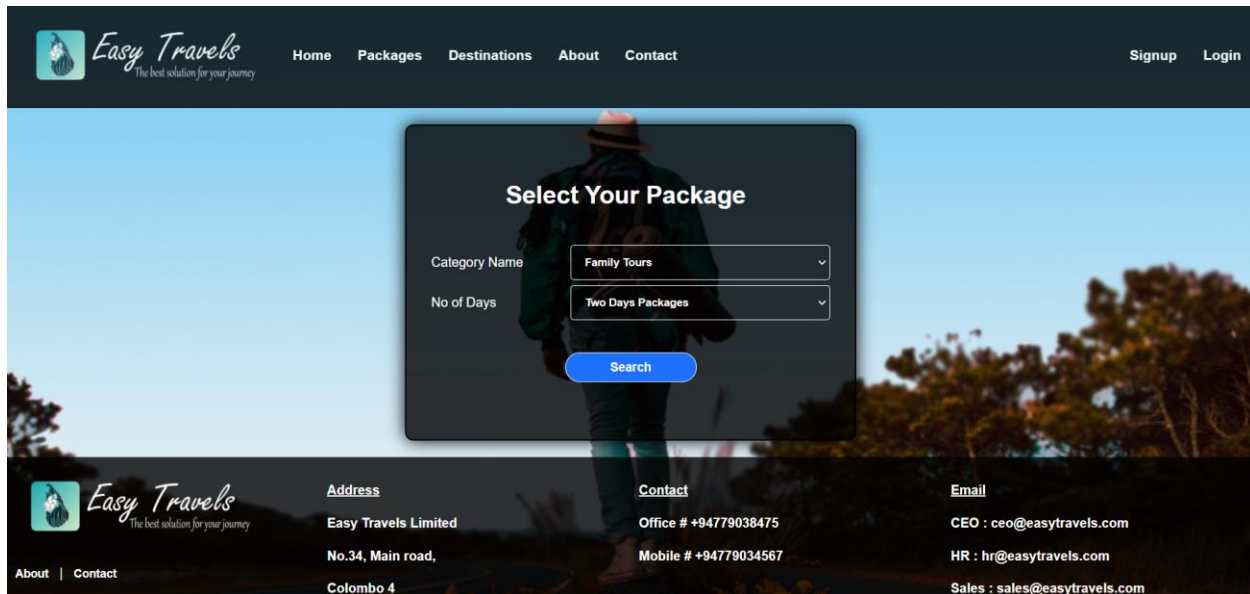 Easy Travels
The best solution for your journey
Home Packages Destinations About Contact Signup Login
Select Your Package
Category Name Family Tours
No of Days Two Days Packages
Search
Easy Travels
The best solution for your journey
About | Contact
Address
Easy Travels Limited
No.34, Main road,
Colombo 4
Contact
Office # +94779038475
Mobile # +94779034567
Email
CEO : ceo@easytravels.com
HR : hr@easytravels.com
Sales : sales@easytravels.com